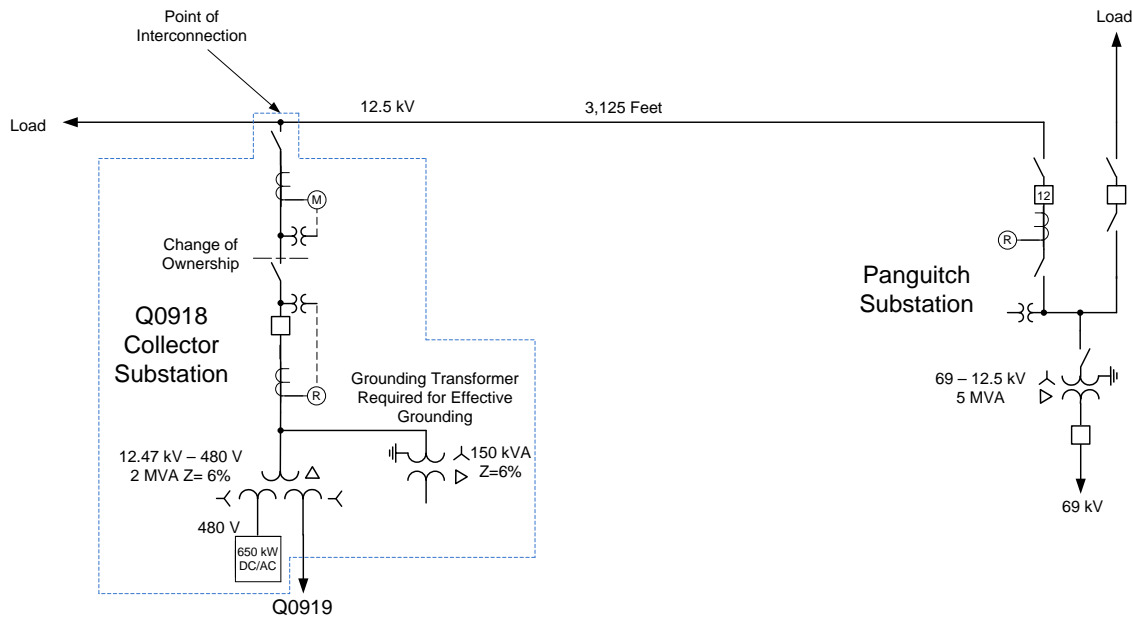 Point of
Interconnection
Load
Load
12.5 kV
3,125 Feet
12
M
R
Change of
Ownership
Panguitch
Substation
Q0918
Collector
Substation
R
Grounding Transformer
Required for Effective
Grounding
69 – 12.5 kV
5 MVA
12.47 kV – 480 V
2 MVA Z= 6%
150 kVA
Z=6%
480 V
650 kW
DC/AC
69 kV
Q0919